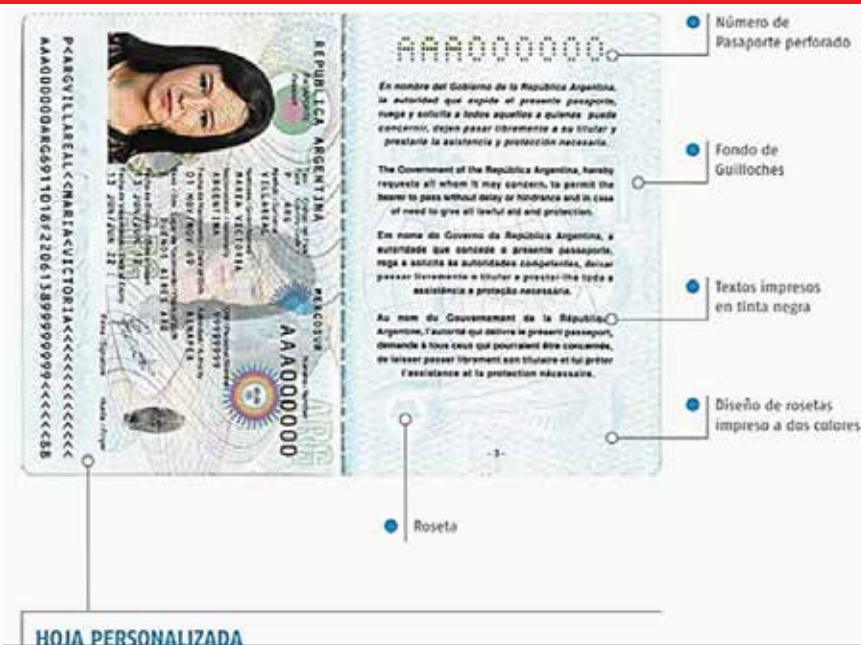 REPUBLICA ARGENTINA
MERCOSUR
VILLAREAL
MARIA VICTORIA
ARGENTINA
01 NOV/NOV 69
BUENOS AIRES ARG
RENAPER
99999999
AAA000000
ARG
P<ARGVILLAREAL<<MARIA<VICTORIA<<<<<<<<<<<<<<
AAA000000
En nombre del Gobierno de la República Argentina,
la autoridad que expide el presente pasaporte,
ruega y solicita a todos aquellos a quienes pueda
concernir, dejen pasar libremente a su titular y
prestarle la asistencia y protección necesaria.
The Government of the República Argentina, hereby
requests all whom it may concern, to permit the
bearer to pass without delay or hindrance and in case
of need to give all lawful aid and protection.
Em nome do Governo da República Argentina, a
autoridade que concede o presente passaporte,
roga e solicita às autoridades competentes, deixar
passar livremente o titular e prestar-lhe toda a
assistência e proteção necessária.
Au nom du Gouvernement de la République
Argentine, l'autorité qui délivre le présent passeport,
demande à tous ceux qui pourraient être concernés,
de laisser passer librement son titulaire et lui prêter
l'assistance et la protection nécessaire.
- 3 -
Número de
Pasaporte perforado
Fondo de
Guilloches
Textos impresos
en tinta negra
Diseño de rosetas
impreso a dos colores
Roseta
HOJA PERSONALIZADA